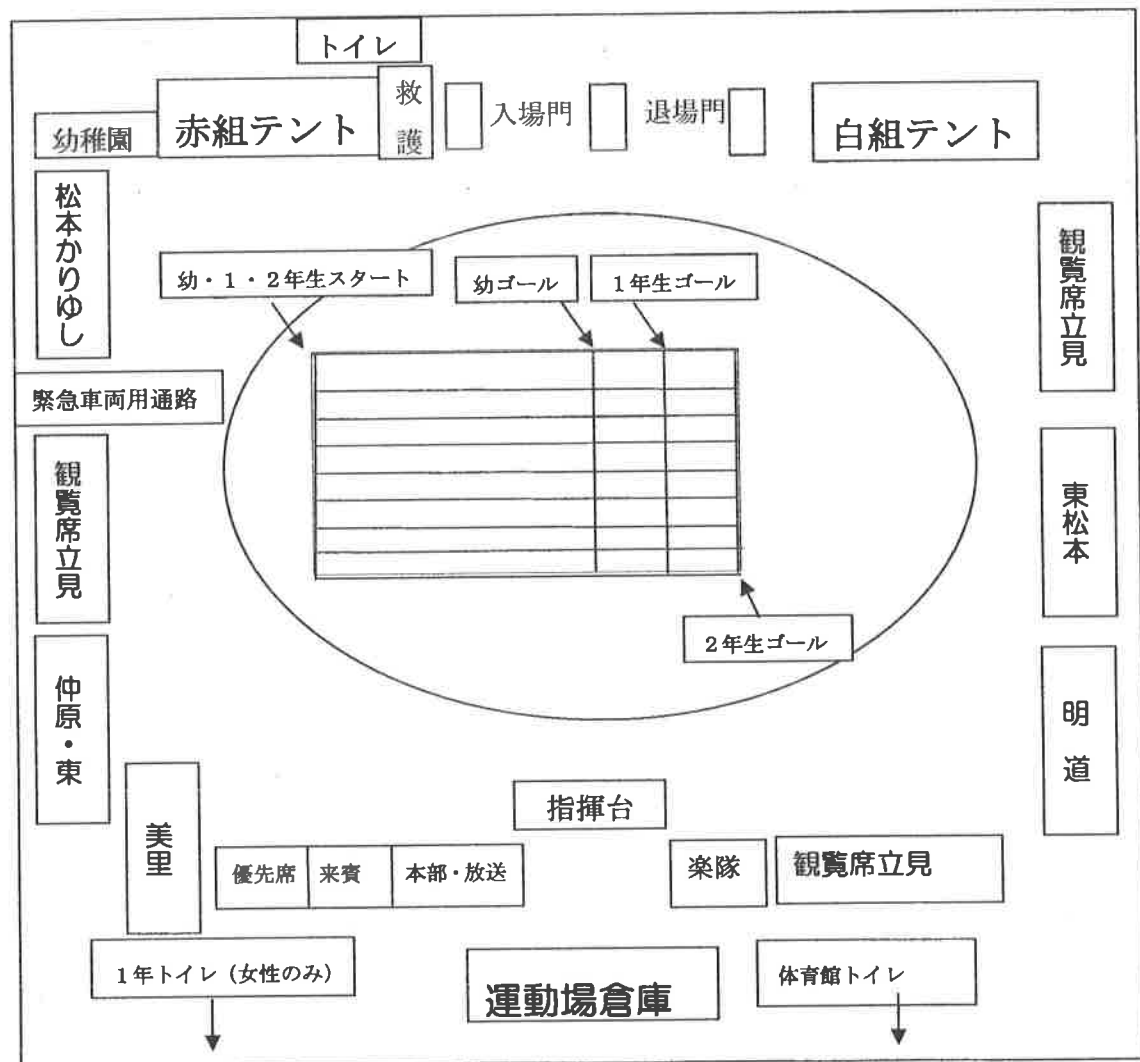 トイレ
幼稚園
赤組テント
救護
入場門
退場門
白組テント
松本かりゆし
観覧席立見
幼・1・2年生スタート
幼ゴール
1年生ゴール
緊急車両用通路
観覧席立見
東松本
2年生ゴール
仲原・東
明道
美里
指揮台
優先席
来賓
本部・放送
楽隊
観覧席立見
1年トイレ(女性のみ)
運動場倉庫
体育館トイレ